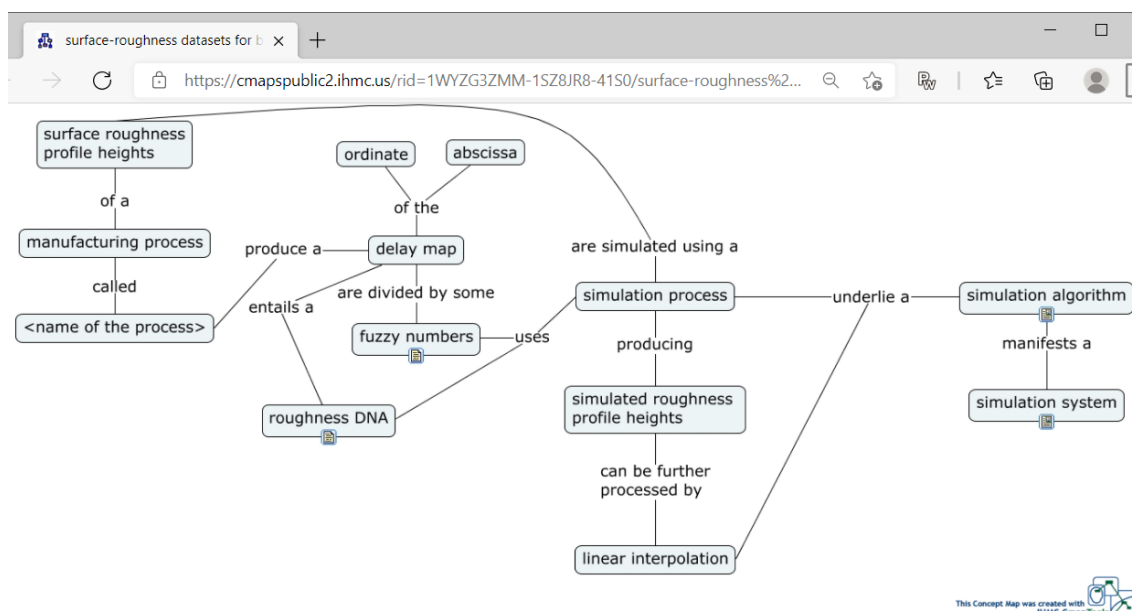 surface-roughness datasets for b
https://cmapspublic2.ihmc.us/rid=1WYZG3ZMM-1SZ8JR8-41S0/surface-roughness%2...
surface roughness
profile heights
ordinate
abscissa
of a
of the
manufacturing process
produce a
delay map
are simulated using a
called
entails a
are divided by some
simulation process
underlie a
simulation algorithm
<name of the process>
fuzzy numbers
uses
producing
manifests a
roughness DNA
simulated roughness
profile heights
simulation system
can be further
processed by
linear interpolation
This Concept Map was created with